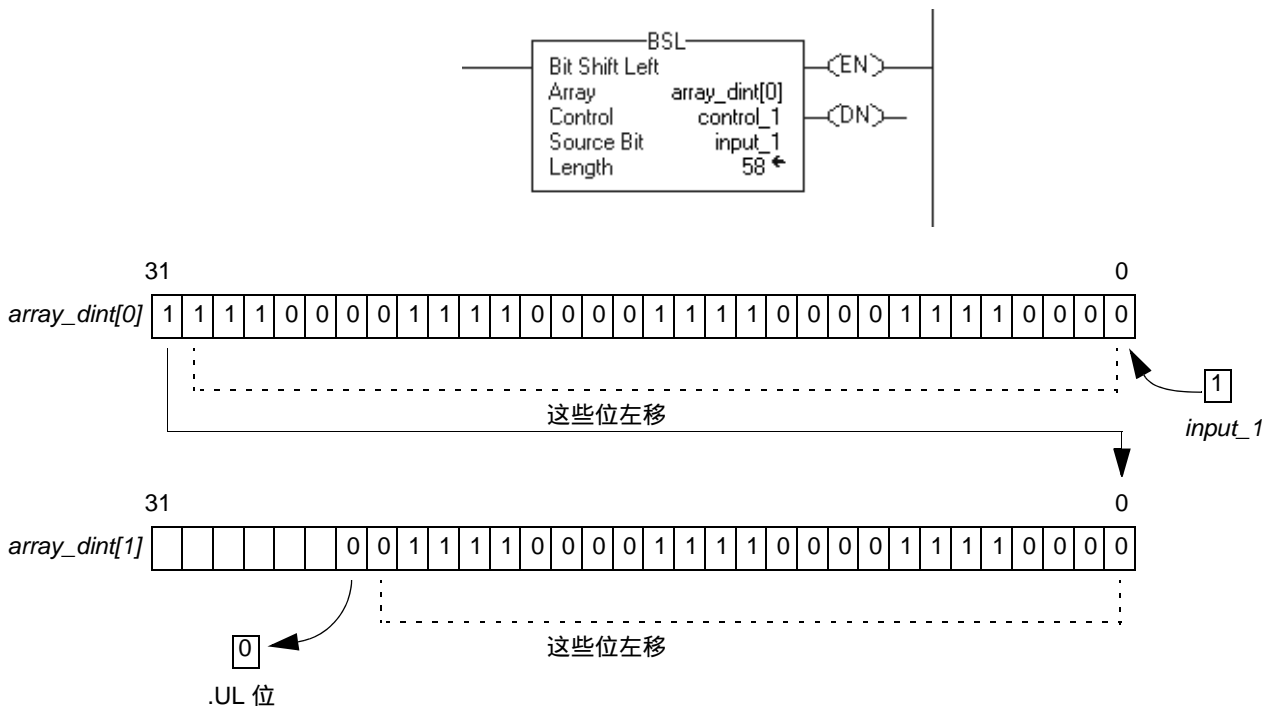 BSL
Bit Shift Left
Array array_dint[0]
Control control_1
Source Bit input_1
Length 58
EN
DN
31 0
array_dint[0] 1 1 1 1 0 0 0 0 1 1 1 1 0 0 0 0 1 1 1 1 0 0 0 0 1 1 1 1 0 0 0 0
1
这些位左移
input_1
31 0
array_dint[1] 0 0 1 1 1 1 0 0 0 0 1 1 1 1 0 0 0 0 1 1 1 1 0 0 0 0
0
这些位左移
.UL 位